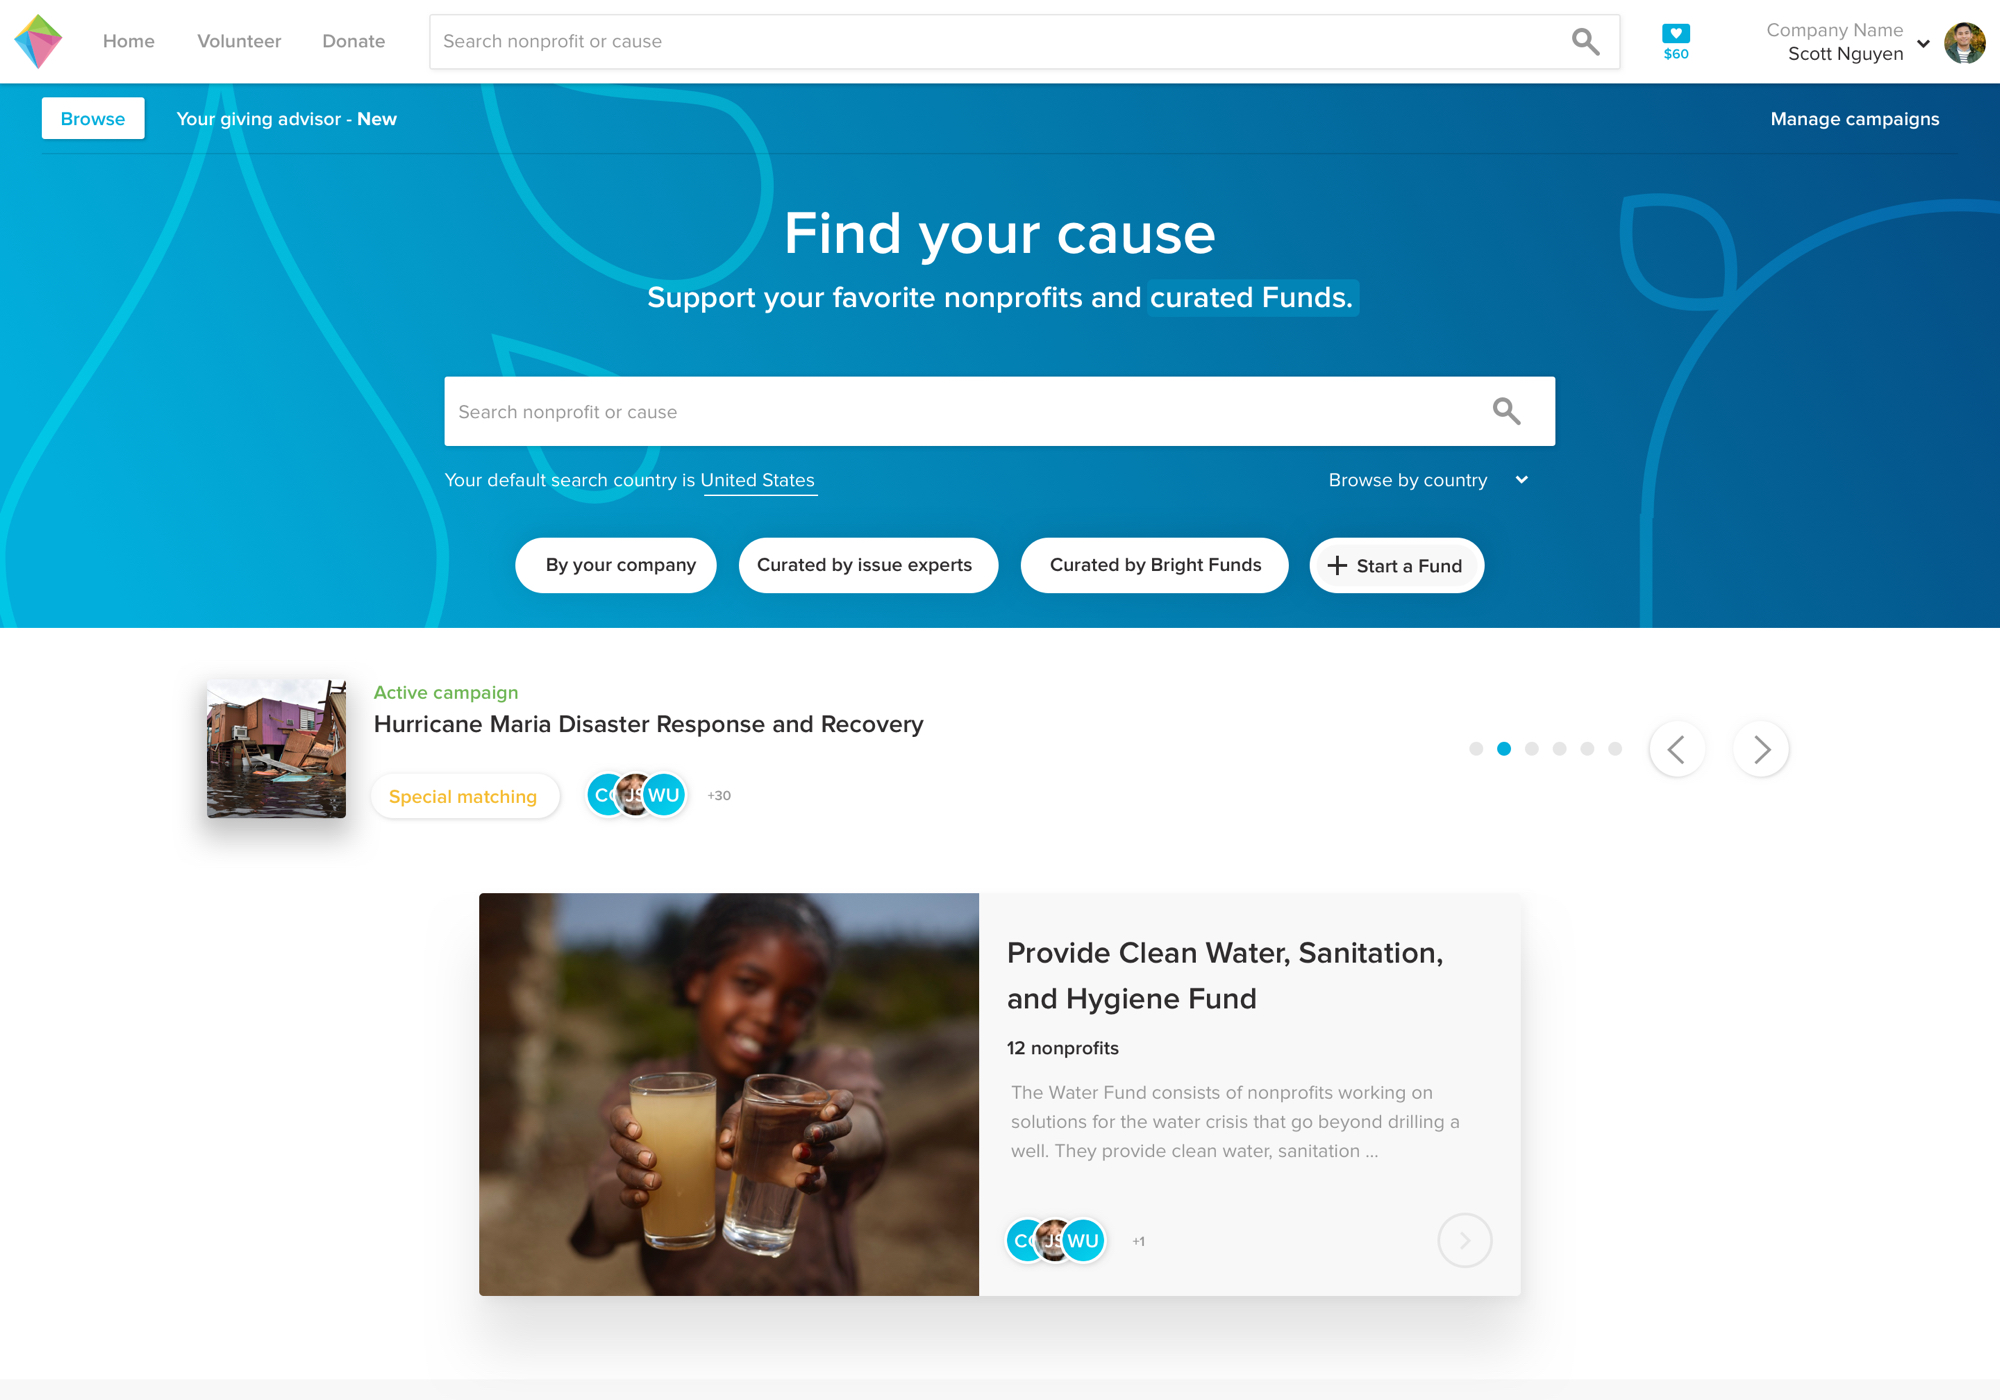 Home
Volunteer
Donate
Search nonprofit or cause
$60
Company Name
Scott Nguyen
Browse
Your giving advisor - New
Manage campaigns
Find your cause
Support your favorite nonprofits and curated Funds.
Search nonprofit or cause
Your default search country is United States
Browse by country
By your company
Curated by issue experts
Curated by Bright Funds
Start a Fund
Active campaign
Hurricane Maria Disaster Response and Recovery
Special matching
JS
WU
+30
Provide Clean Water, Sanitation,
and Hygiene Fund
12 nonprofits
The Water Fund consists of nonprofits working on
solutions for the water crisis that go beyond drilling a
well. They provide clean water, sanitation ...
JS
WU
+1